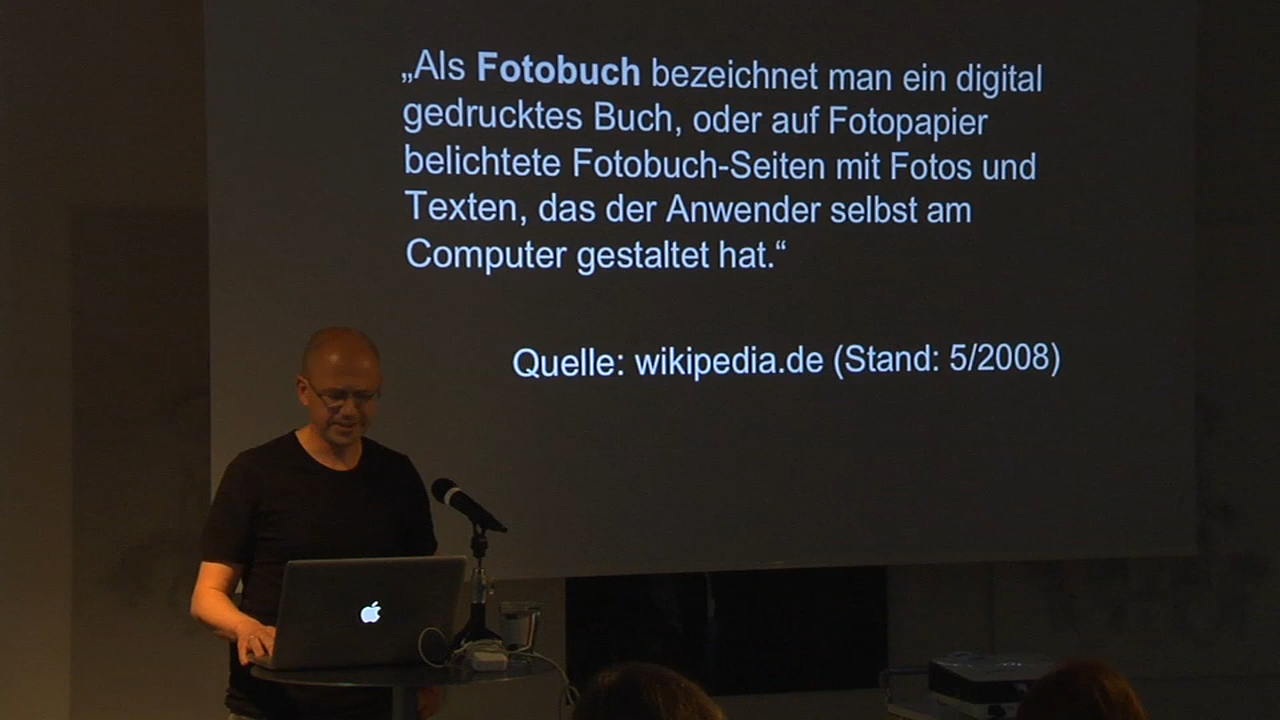 „Als Fotobuch bezeichnet man ein digital
gedrucktes Buch, oder auf Fotopapier
belichtete Fotobuch-Seiten mit Fotos und
Texten, das der Anwender selbst am
Computer gestaltet hat.“
Quelle: wikipedia.de (Stand: 5/2008)